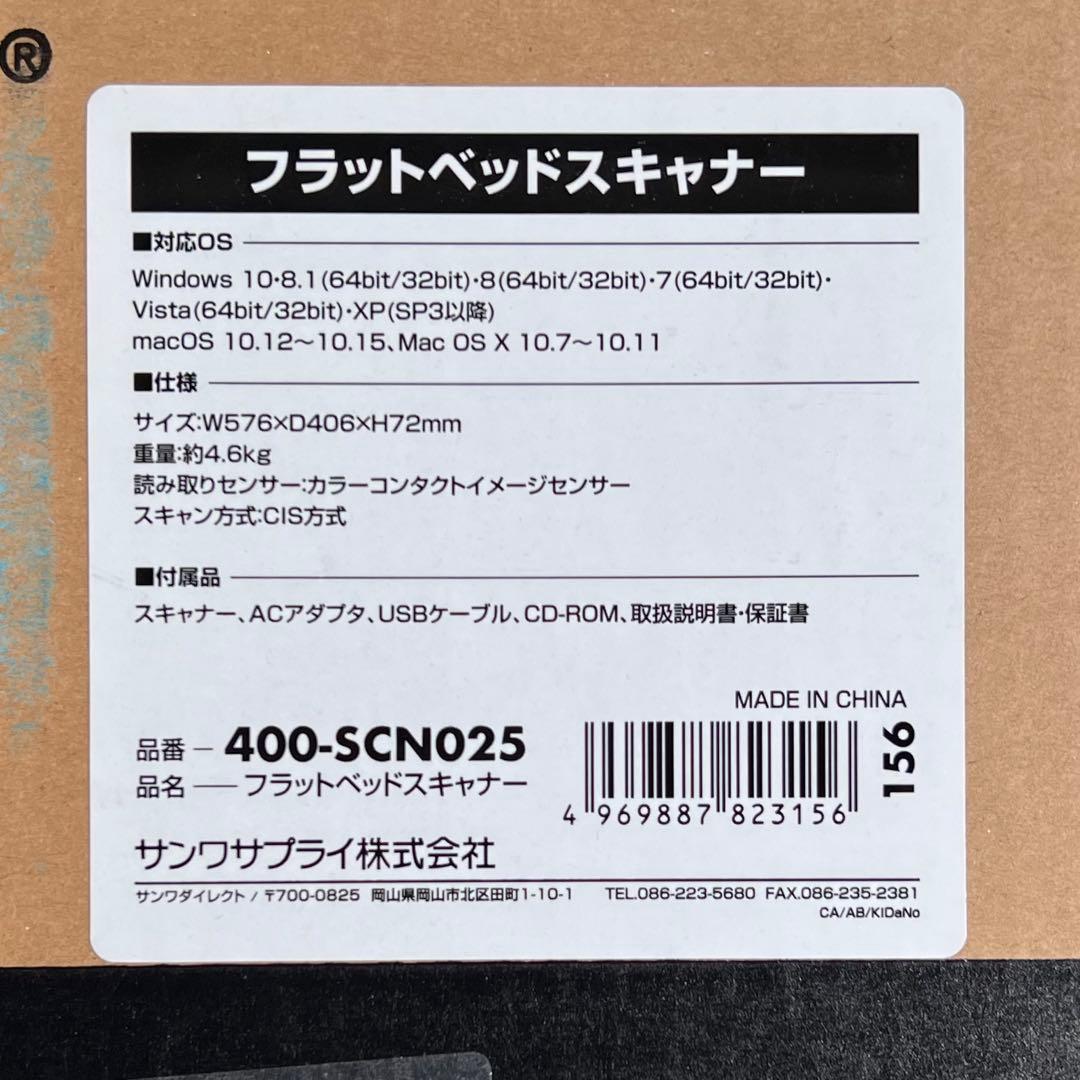 ®
フラットベッドスキャナー
■対応OS
Windows 10・8.1(64bit/32bit)・8(64bit/32bit)・7(64bit/32bit)・
Vista(64bit/32bit)・XP(SP3以降)
macOS 10.12～10.15、Mac OS X 10.7～10.11
■仕様
サイズ:W576×D406×H72mm
重量:約4.6kg
読み取りセンサー:カラーコンタクトイメージセンサー
スキャン方式:CIS方式
■付属品
スキャナー、ACアダプタ、USBケーブル、CD-ROM、取扱説明書・保証書
MADE IN CHINA
品番 － 400-SCN025
品名 ── フラットベッドスキャナー
4 969887 823156
156
サンワサプライ株式会社
サンワダイレクト / 〒700-0825 岡山県岡山市北区田町1-10-1 TEL.086-223-5680 FAX.086-235-2381
CA/AB/KIDaNo